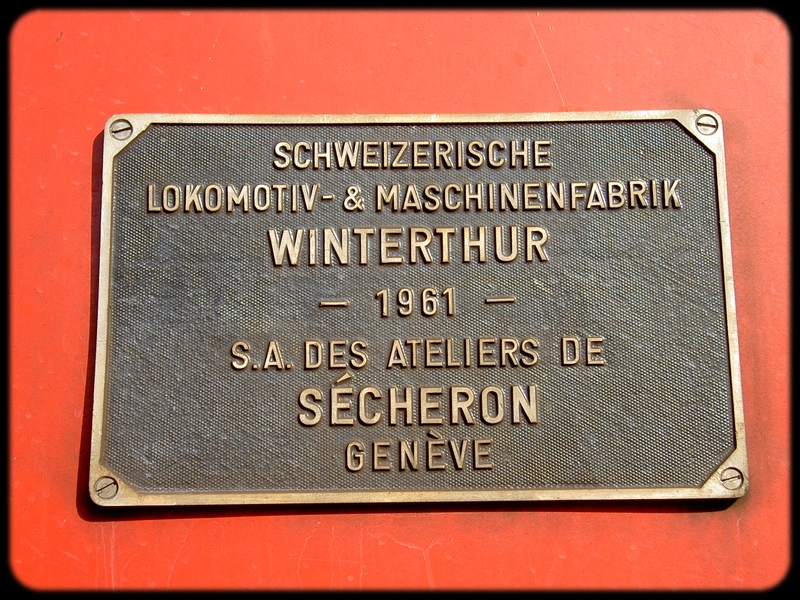 SCHWEIZERISCHE
LOKOMOTIV- & MASCHINENFABRIK
WINTERTHUR
— 1961 —
S.A. DES ATELIERS DE
SÉCHERON
GENÈVE